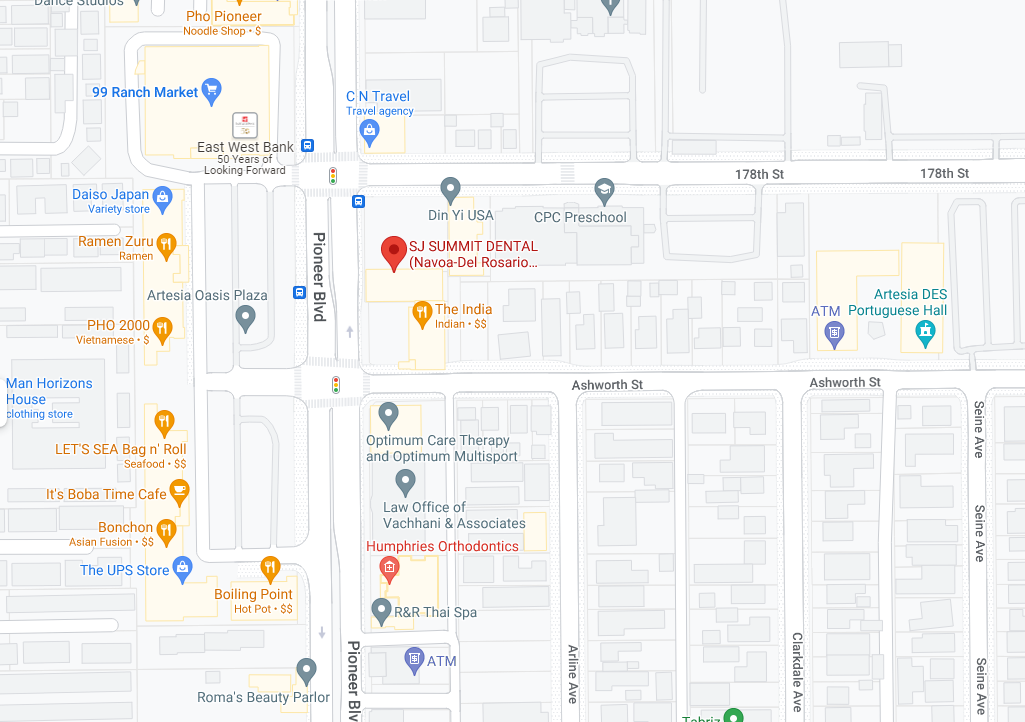 Dance Studios
Pho Pioneer
Noodle Shop • $
99 Ranch Market
C N Travel
Travel agency
East West Bank
50 Years of
Looking Forward
178th St
178th St
Daiso Japan
Variety store
Din Yi USA
CPC Preschool
Ramen Zuru
Ramen
Pioneer Blvd
SJ SUMMIT DENTAL
(Navoa-Del Rosario...
Artesia Oasis Plaza
The India
Indian • $$
ATM
Artesia DES
Portuguese Hall
PHO 2000
Vietnamese • $
Man Horizons
House
clothing store
Ashworth St
Ashworth St
LET'S SEA Bag n' Roll
Seafood • $$
Optimum Care Therapy
and Optimum Multisport
Seine Ave
It's Boba Time Cafe
Law Office of
Vachhani & Associates
Bonchon
Asian Fusion • $$
Seine Ave
Humphries Orthodontics
The UPS Store
Boiling Point
Hot Pot • $$
R&R Thai Spa
ATM
Pioneer Blv
Arline Ave
Clarkdale Ave
Seine Ave
Roma's Beauty Parlor
Tabriz